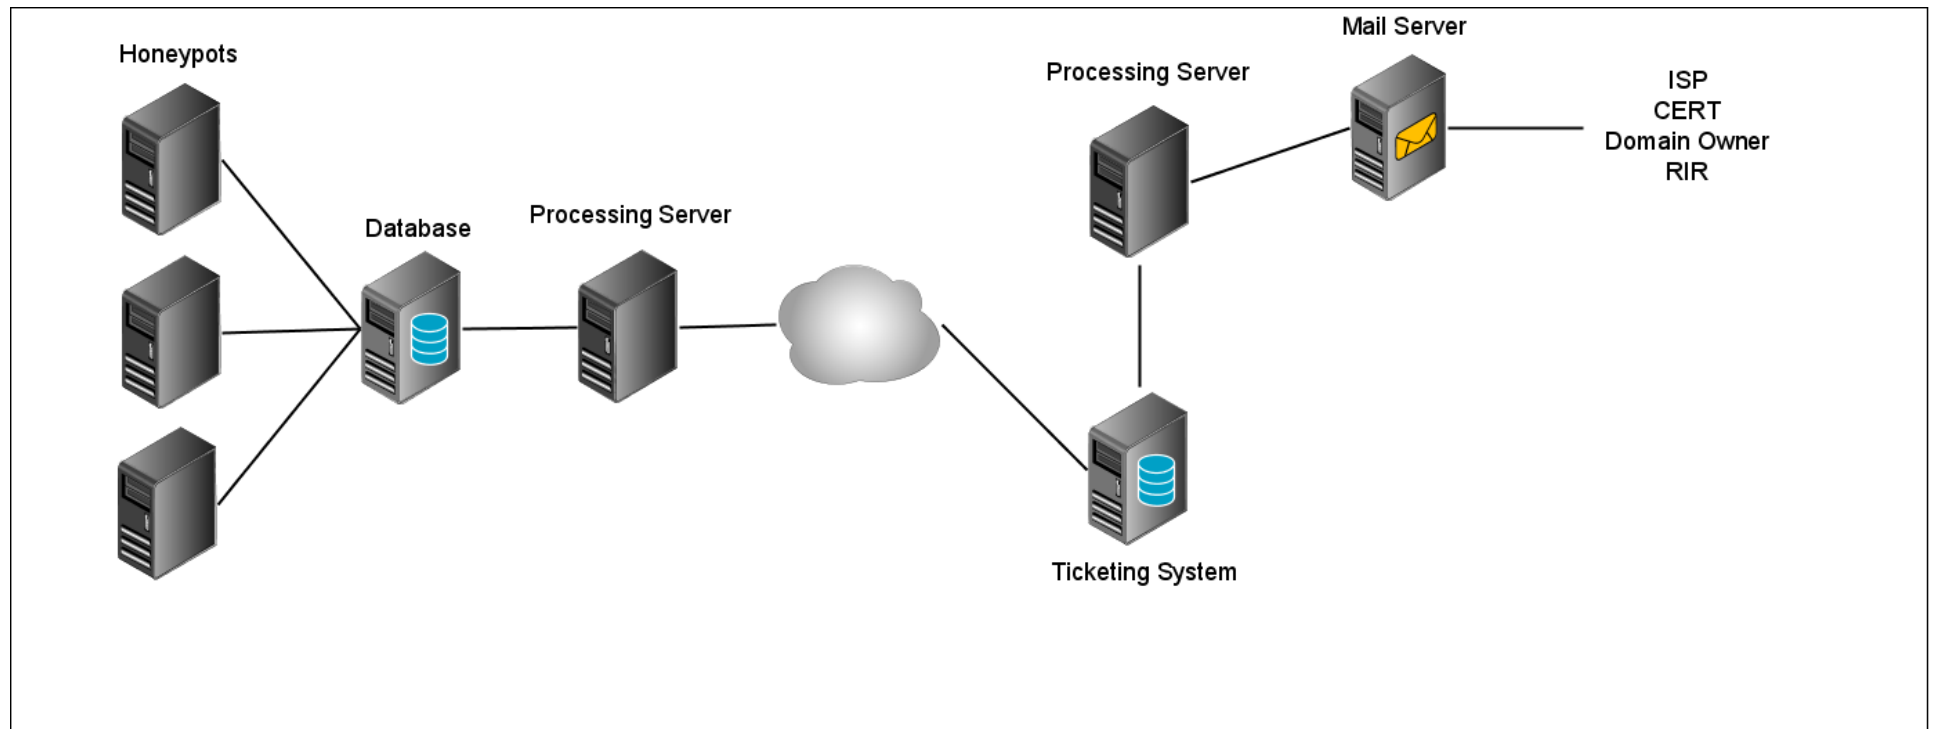 Honeypots
Database
Processing Server
Processing Server
Mail Server
ISP
CERT
Domain Owner
RIR
Ticketing System